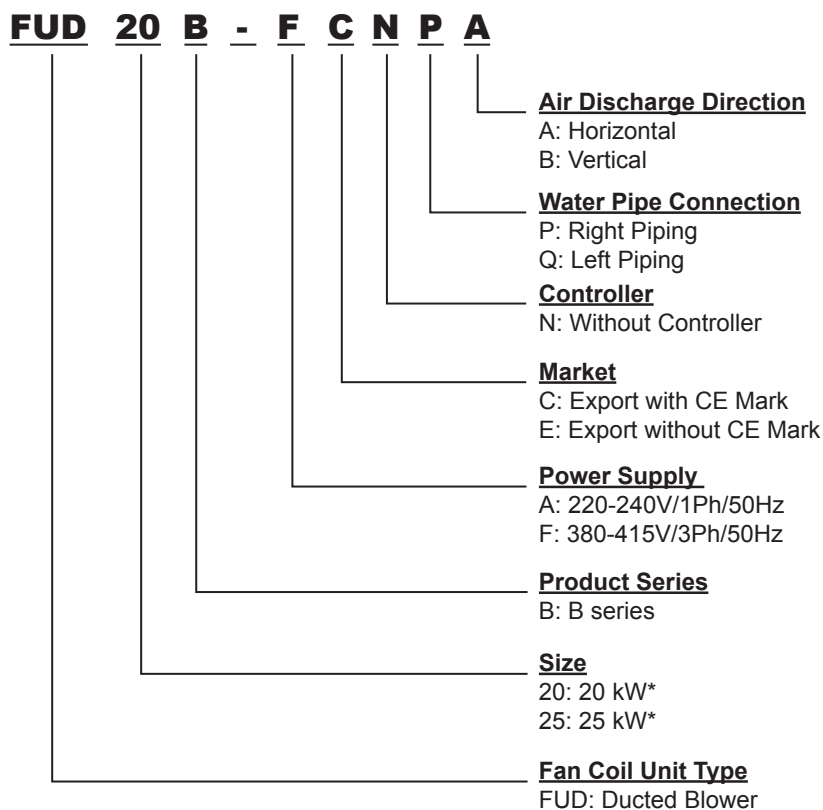 FUD 20 B - F C N P A
Air Discharge Direction
A: Horizontal
B: Vertical
Water Pipe Connection
P: Right Piping
Q: Left Piping
Controller
N: Without Controller
Market
C: Export with CE Mark
E: Export without CE Mark
Power Supply
A: 220-240V/1Ph/50Hz
F: 380-415V/3Ph/50Hz
Product Series
B: B series
Size
20: 20 kW*
25: 25 kW*
Fan Coil Unit Type
FUD: Ducted Blower